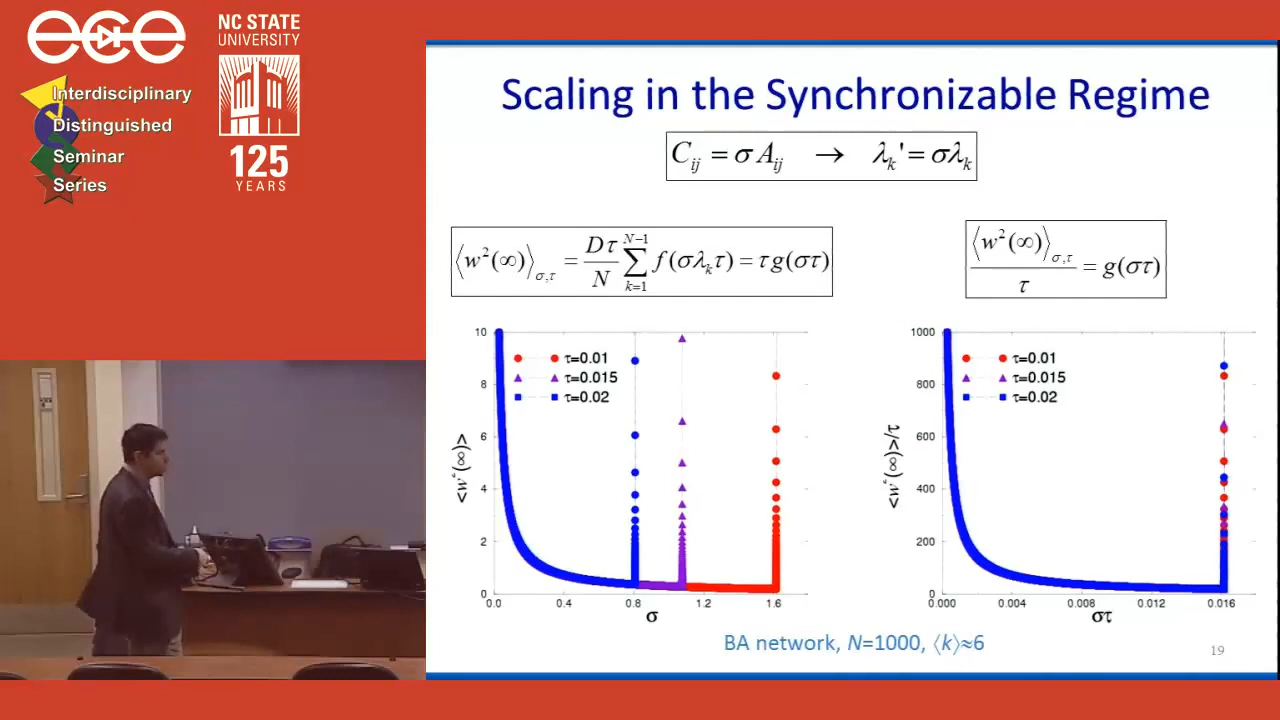 ece
NC STATE
UNIVERSITY
Interdisciplinary
Distinguished
Seminar
Series
125
YEARS
Scaling in the Synchronizable Regime
C_ij = σ A_ij → λ_k' = σλ_k
⟨w²(∞)⟩_σ,τ = Dτ/N ∑_{k=1}^{N−1} f(σλ_kτ) = τ g(στ)
⟨w²(∞)⟩_σ,τ / τ = g(στ)
10
8
6
4
2
0
<w²(∞)>
τ=0.01
τ=0.015
τ=0.02
0.0 0.4 0.8 1.2 1.6
σ
1000
800
600
400
200
0
<w²(∞)>/τ
τ=0.01
τ=0.015
τ=0.02
0.000 0.004 0.008 0.012 0.016
στ
BA network, N=1000, ⟨k⟩≈6
19